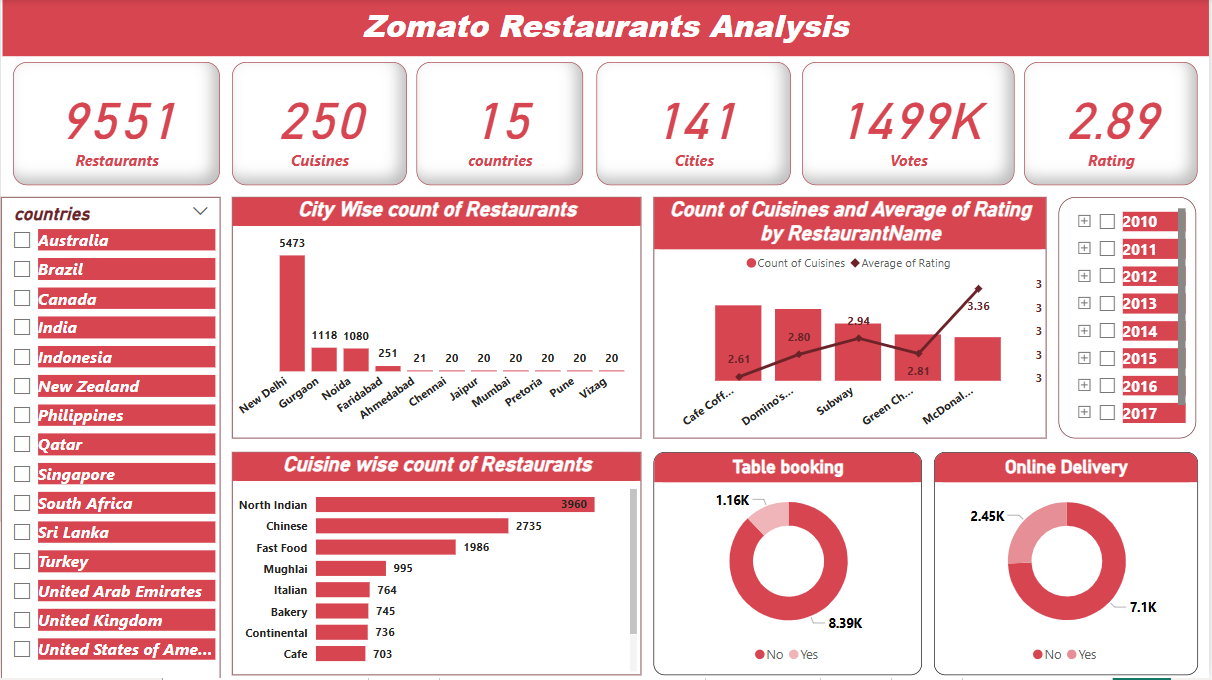 Zomato Restaurants Analysis
9551
Restaurants
250
Cuisines
15
countries
141
Cities
1499K
Votes
2.89
Rating
countries
Australia
Brazil
Canada
India
Indonesia
New Zealand
Philippines
Qatar
Singapore
South Africa
Sri Lanka
Turkey
United Arab Emirates
United Kingdom
United States of Ame...
City Wise count of Restaurants
5473
1118
1080
251
21
20
20
20
20
20
20
New Delhi
Gurgaon
Noida
Faridabad
Ahmedabad
Chennai
Jaipur
Mumbai
Pretoria
Pune
Vizag
Count of Cuisines and Average of Rating
by RestaurantName
Count of Cuisines Average of Rating
2.61
2.80
2.94
2.81
3.36
3
3
3
3
3
Cafe Coff...
Domino's...
Subway
Green Ch...
McDonal...
2010
2011
2012
2013
2014
2015
2016
2017
Cuisine wise count of Restaurants
North Indian 3960
Chinese 2735
Fast Food 1986
Mughlai 995
Italian 764
Bakery 745
Continental 736
Cafe 703
Table booking
1.16K
8.39K
No Yes
Online Delivery
2.45K
7.1K
No Yes